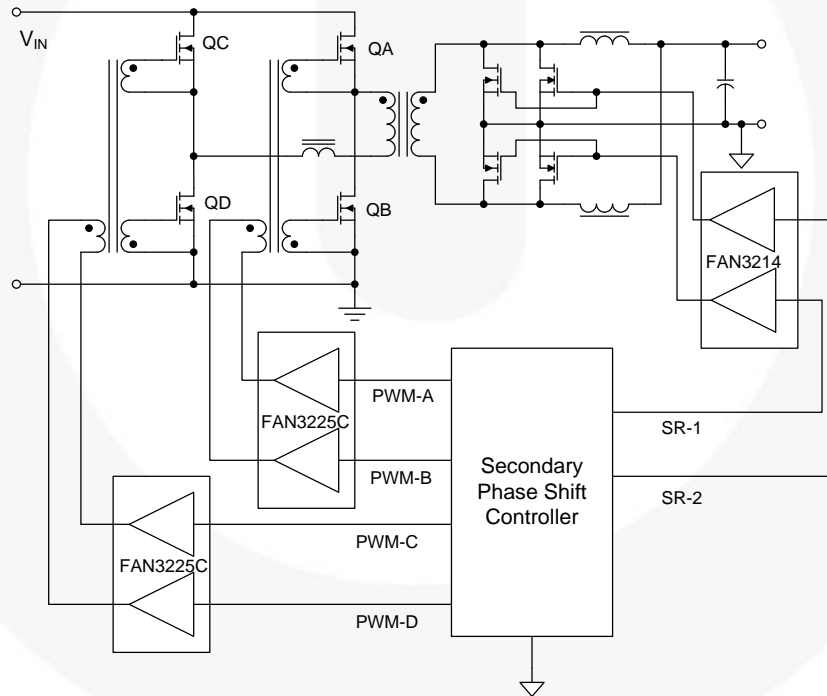 VIN
QC
QA
QD
QB
FAN3214
PWM-A
FAN3225C
PWM-B
SR-1
Secondary
Phase Shift
Controller
SR-2
PWM-C
FAN3225C
PWM-D